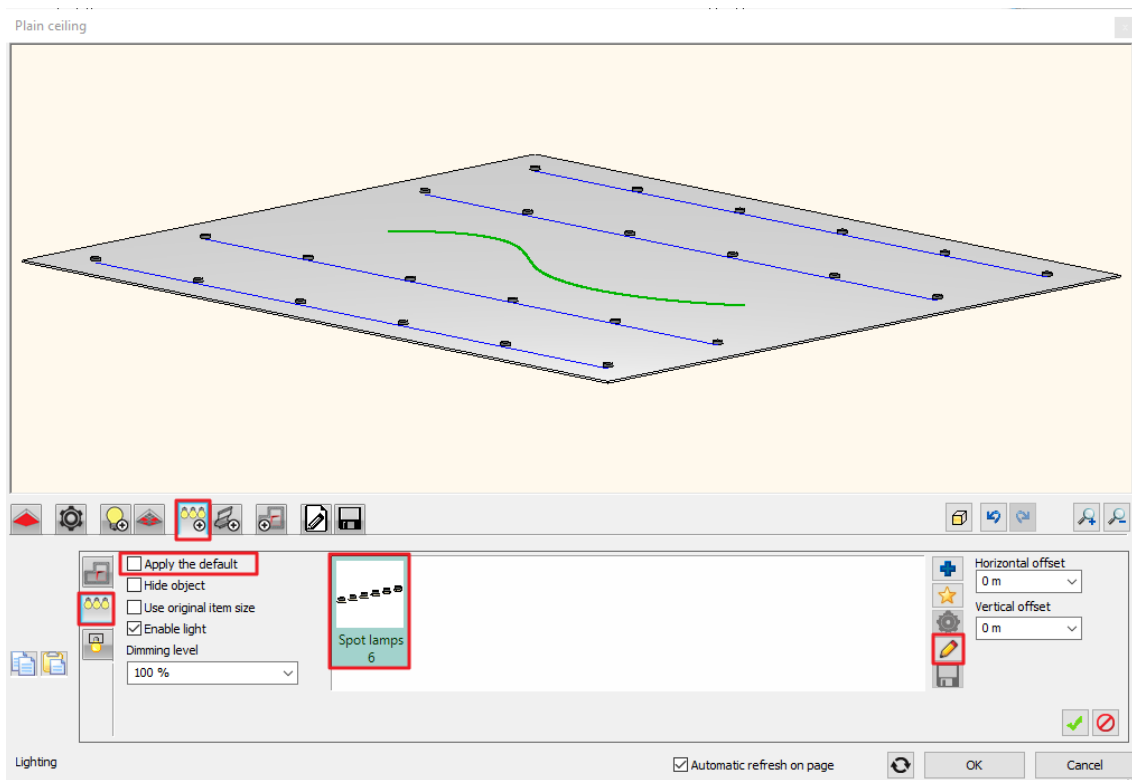 Plain ceiling
x
Apply the default
Hide object
Use original item size
Enable light
Dimming level
100 %
Spot lamps
6
Horizontal offset
0 m
Vertical offset
0 m
Lighting
Automatic refresh on page
OK
Cancel